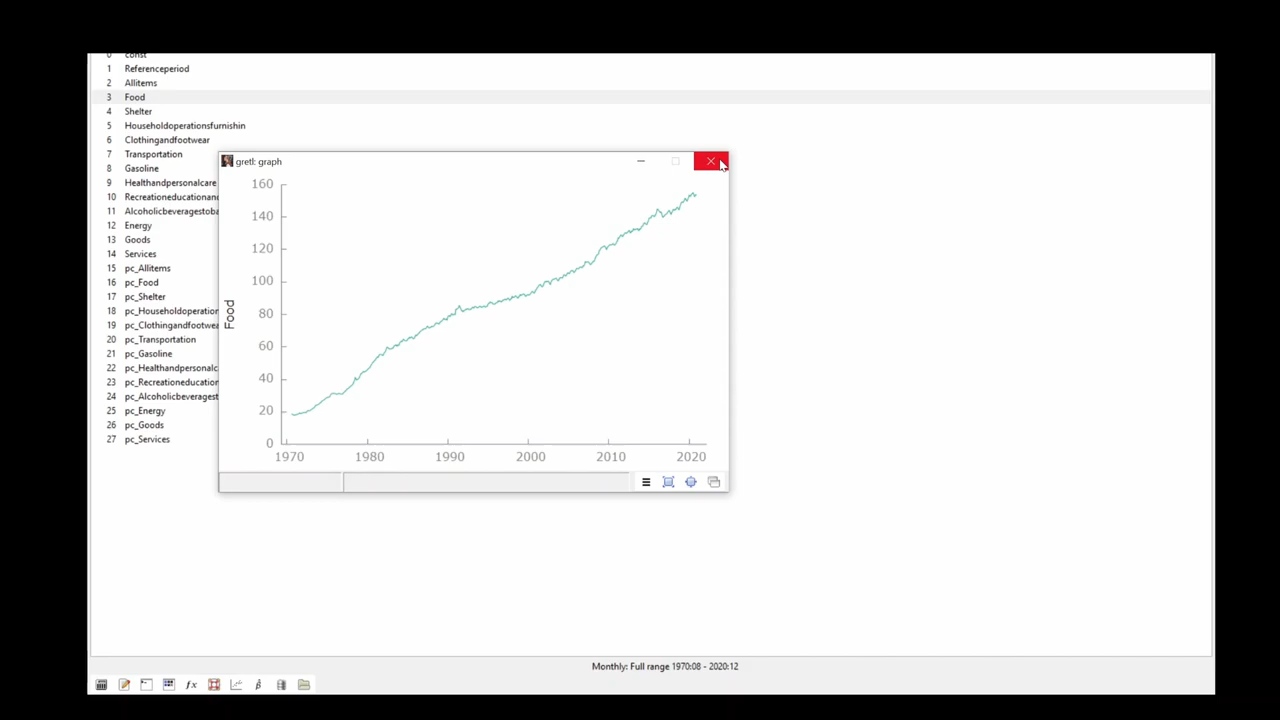 0 const
1 Referenceperiod
2 Allitems
3 Food
4 Shelter
5 Householdoperationsfurnishin
6 Clothingandfootwear
7 Transportation
8 Gasoline
9 Healthandpersonalcare
10 Recreationeducationan
11 Alcoholicbeveragestoba
12 Energy
13 Goods
14 Services
15 pc_Allitems
16 pc_Food
17 pc_Shelter
18 pc_Householdoperation
19 pc_Clothingandfootwea
20 pc_Transportation
21 pc_Gasoline
22 pc_Healthandpersonalc
23 pc_Recreationeducation
24 pc_Alcoholicbeveragest
25 pc_Energy
26 pc_Goods
27 pc_Services
gretl: graph
160
140
120
100
80
60
40
20
0
Food
1970 1980 1990 2000 2010 2020
Monthly: Full range 1970:08 - 2020:12
fx
β̂